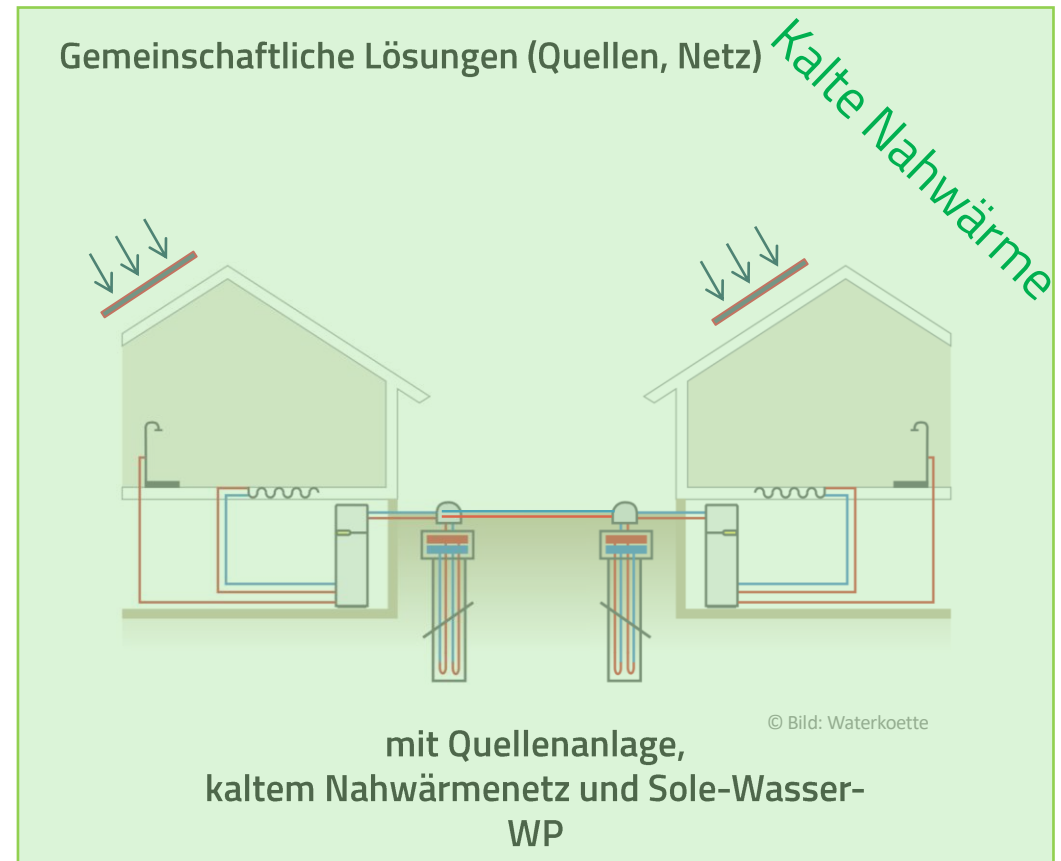 Gemeinschaftliche Lösungen (Quellen, Netz)
Kalte Nahwärme
© Bild: Waterkoette
mit Quellenanlage,
kaltem Nahwärmenetz und Sole-Wasser-
WP